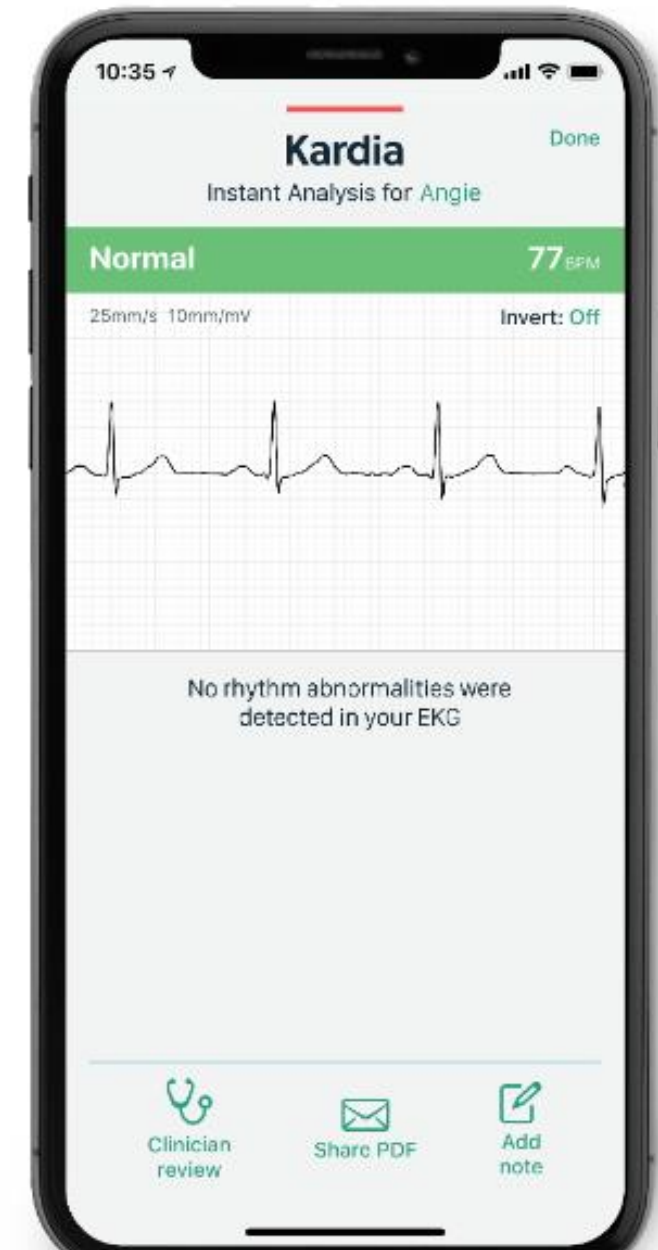 10:35
Kardia
Done
Instant Analysis for Angie
Normal
77 BPM
25mm/s 10mm/mV
Invert: Off
No rhythm abnormalities were
detected in your EKG
Clinician
review
Share PDF
Add
note